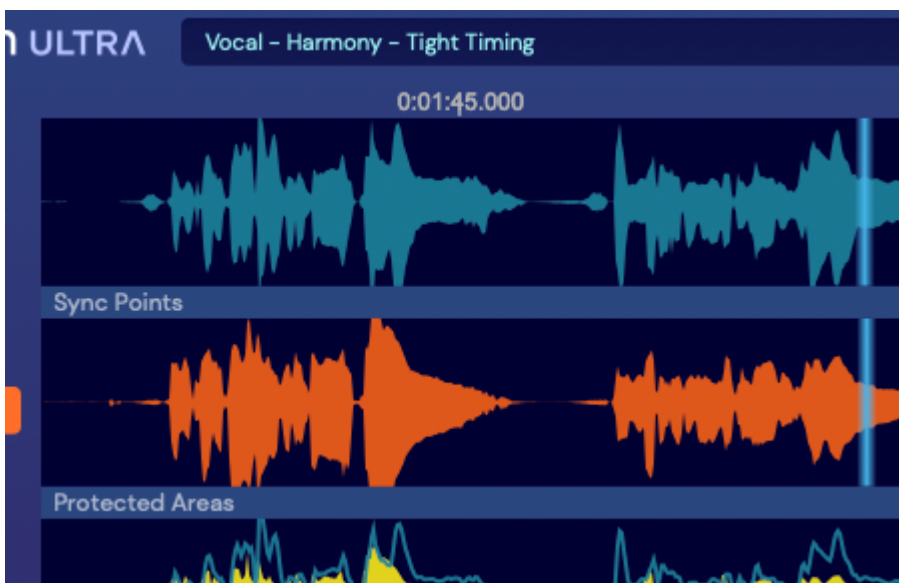 ULTRA
Vocal – Harmony – Tight Timing
0:01:45.000
Sync Points
Protected Areas